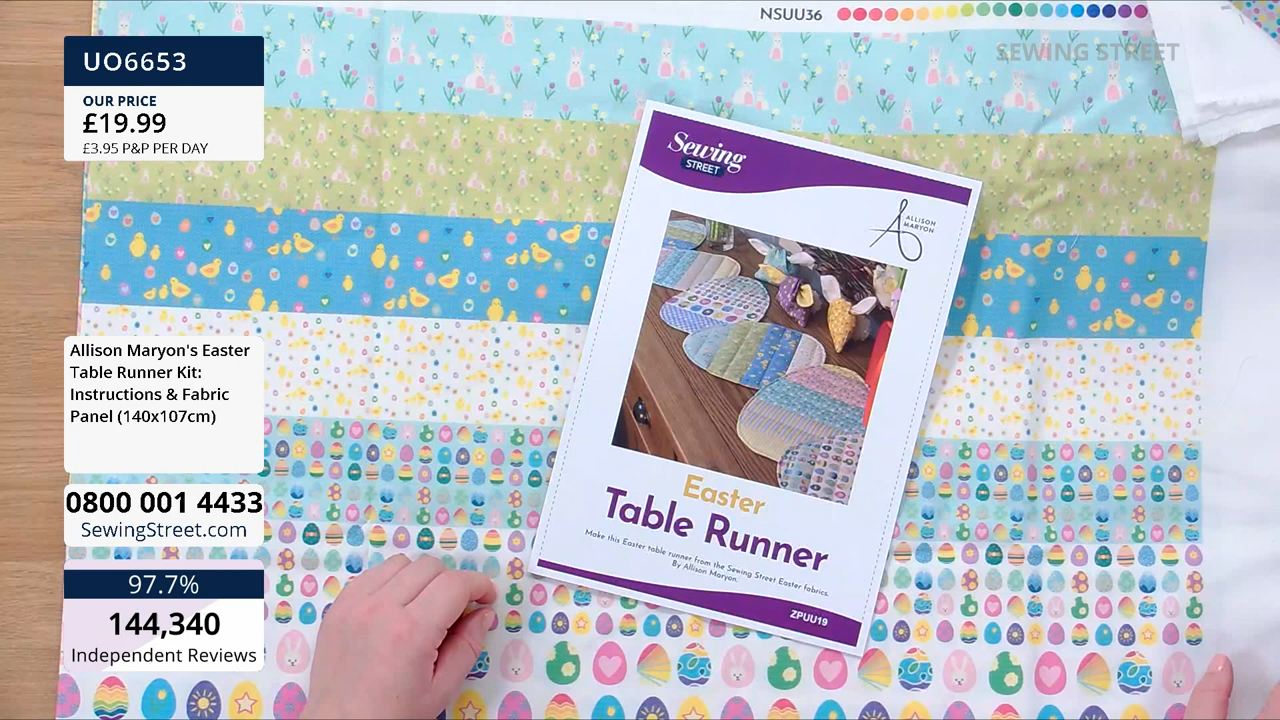 NSUU36
SEWING STREET
UO6653
OUR PRICE
£19.99
£3.95 P&P PER DAY
Sewing
STREET
ALLISON
MARYON
Allison Maryon's Easter
Table Runner Kit:
Instructions & Fabric
Panel (140x107cm)
Easter
Table Runner
Make this Easter table runner from the Sewing Street Easter fabrics.
By Allison Maryon.
ZPUU19
0800 001 4433
SewingStreet.com
97.7%
144,340
Independent Reviews